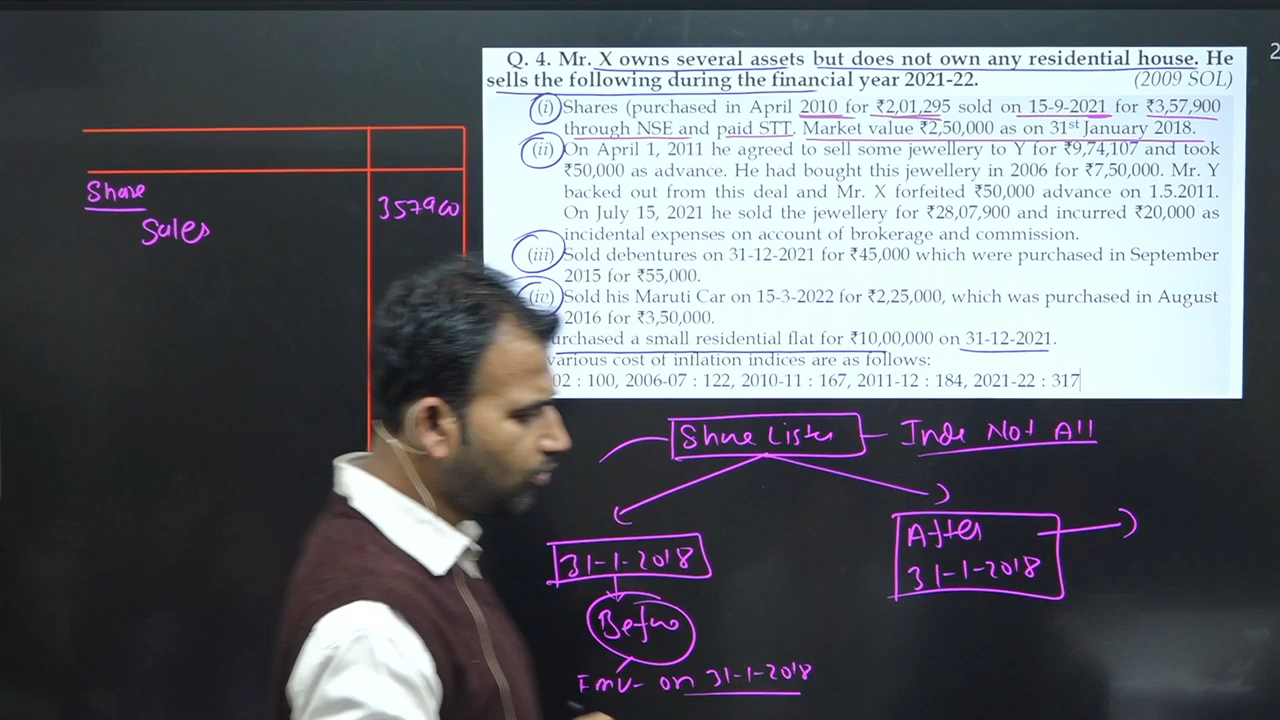 2
Q. 4. Mr. X owns several assets but does not own any residential house. He
sells the following during the financial year 2021-22. (2009 SOL)
(i) Shares (purchased in April 2010 for ₹2,01,295 sold on 15-9-2021 for ₹3,57,900
through NSE and paid STT. Market value ₹2,50,000 as on 31st January 2018.
(ii) On April 1, 2011 he agreed to sell some jewellery to Y for ₹9,74,107 and took
₹50,000 as advance. He had bought this jewellery in 2006 for ₹7,50,000. Mr. Y
backed out from this deal and Mr. X forfeited ₹50,000 advance on 1.5.2011.
On July 15, 2021 he sold the jewellery for ₹28,07,900 and incurred ₹20,000 as
incidental expenses on account of brokerage and commission.
(iii) Sold debentures on 31-12-2021 for ₹45,000 which were purchased in September
2015 for ₹55,000.
(iv) Sold his Maruti Car on 15-3-2022 for ₹2,25,000, which was purchased in August
2016 for ₹3,50,000.
urchased a small residential flat for ₹10,00,000 on 31-12-2021.
various cost of inflation indices are as follows:
02 : 100, 2006-07 : 122, 2010-11 : 167, 2011-12 : 184, 2021-22 : 317
Share
Sales 357900
Share Listed Inde Not All
31-1-2018
Before
FMV- on 31-1-2018
After
31-1-2018